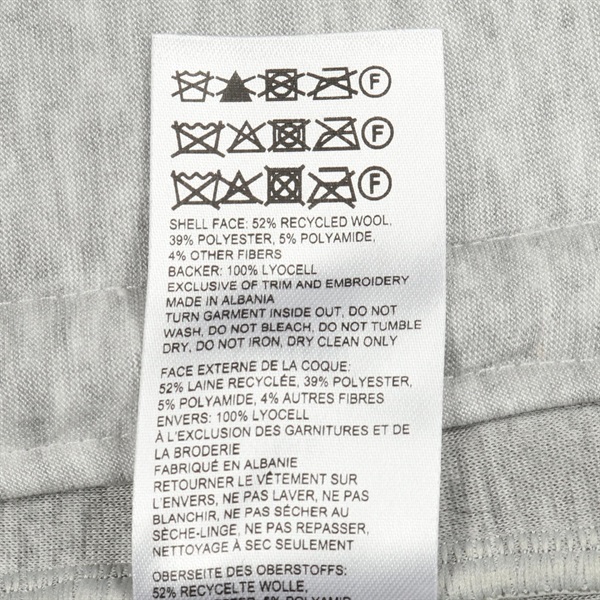 F
F
F
SHELL FACE: 52% RECYCLED WOOL,
39% POLYESTER, 5% POLYAMIDE,
4% OTHER FIBERS
BACKER: 100% LYOCELL
EXCLUSIVE OF TRIM AND EMBROIDERY
MADE IN ALBANIA
TURN GARMENT INSIDE OUT, DO NOT
WASH, DO NOT BLEACH, DO NOT TUMBLE
DRY, DO NOT IRON, DRY CLEAN ONLY
FACE EXTERNE DE LA COQUE:
52% LAINE RECYCLÉE, 39% POLYESTER,
5% POLYAMIDE, 4% AUTRES FIBRES
ENVERS: 100% LYOCELL
À L'EXCLUSION DES GARNITURES ET DE
LA BRODERIE
FABRIQUÉ EN ALBANIE
RETOURNER LE VÊTEMENT SUR
L'ENVERS, NE PAS LAVER, NE PAS
BLANCHIR, NE PAS SÉCHER AU
SÈCHE-LINGE, NE PAS REPASSER,
NETTOYAGE À SEC SEULEMENT
OBERSEITE DES OBERSTOFFS:
52% RECYCELTE WOLLE,